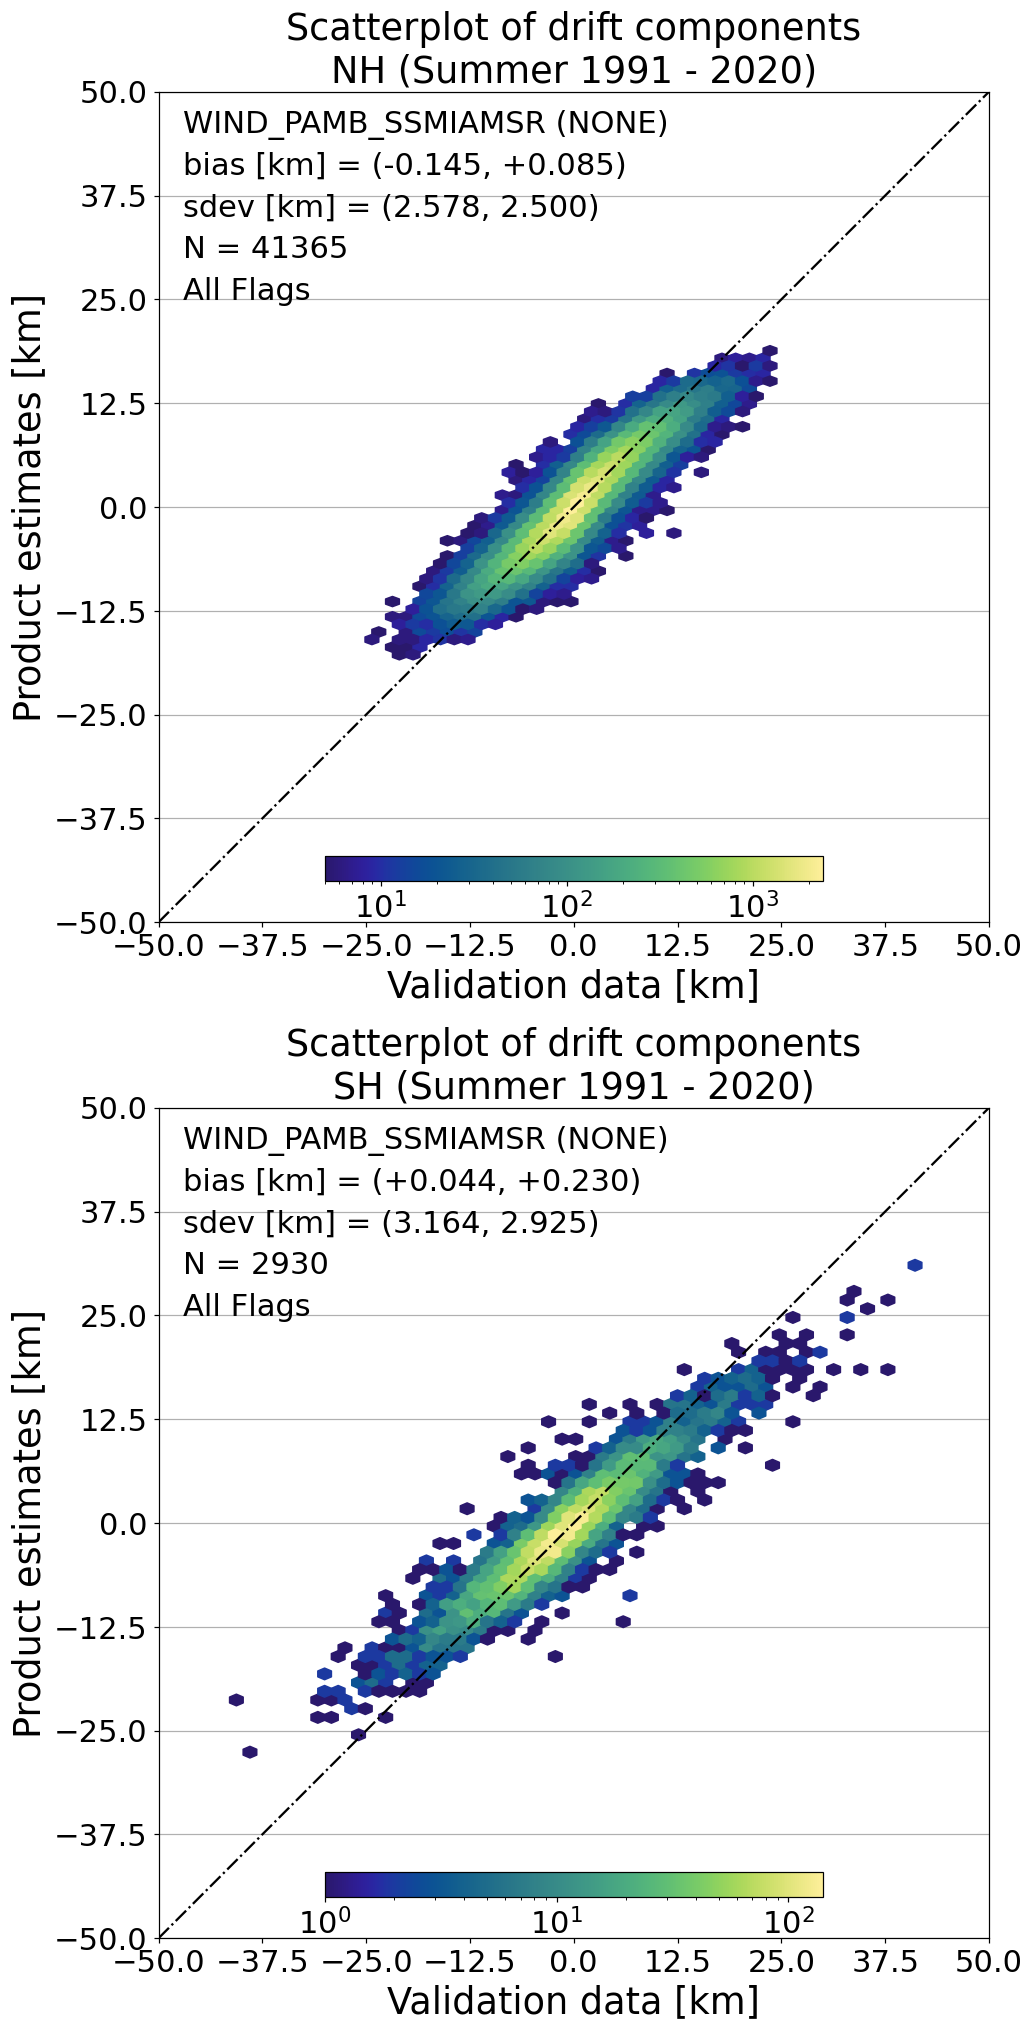 Scatterplot of drift components
NH (Summer 1991 - 2020)
WIND_PAMB_SSMIAMSR (NONE)
bias [km] = (-0.145, +0.085)
sdev [km] = (2.578, 2.500)
N = 41365
All Flags
Product estimates [km]
50.0
37.5
25.0
12.5
0.0
−12.5
−25.0
−37.5
−50.0
10¹ 10² 10³
−50.0 −37.5 −25.0 −12.5 0.0 12.5 25.0 37.5 50.0
Validation data [km]
Scatterplot of drift components
SH (Summer 1991 - 2020)
WIND_PAMB_SSMIAMSR (NONE)
bias [km] = (+0.044, +0.230)
sdev [km] = (3.164, 2.925)
N = 2930
All Flags
Product estimates [km]
50.0
37.5
25.0
12.5
0.0
−12.5
−25.0
−37.5
−50.0
10⁰ 10¹ 10²
−50.0 −37.5 −25.0 −12.5 0.0 12.5 25.0 37.5 50.0
Validation data [km]